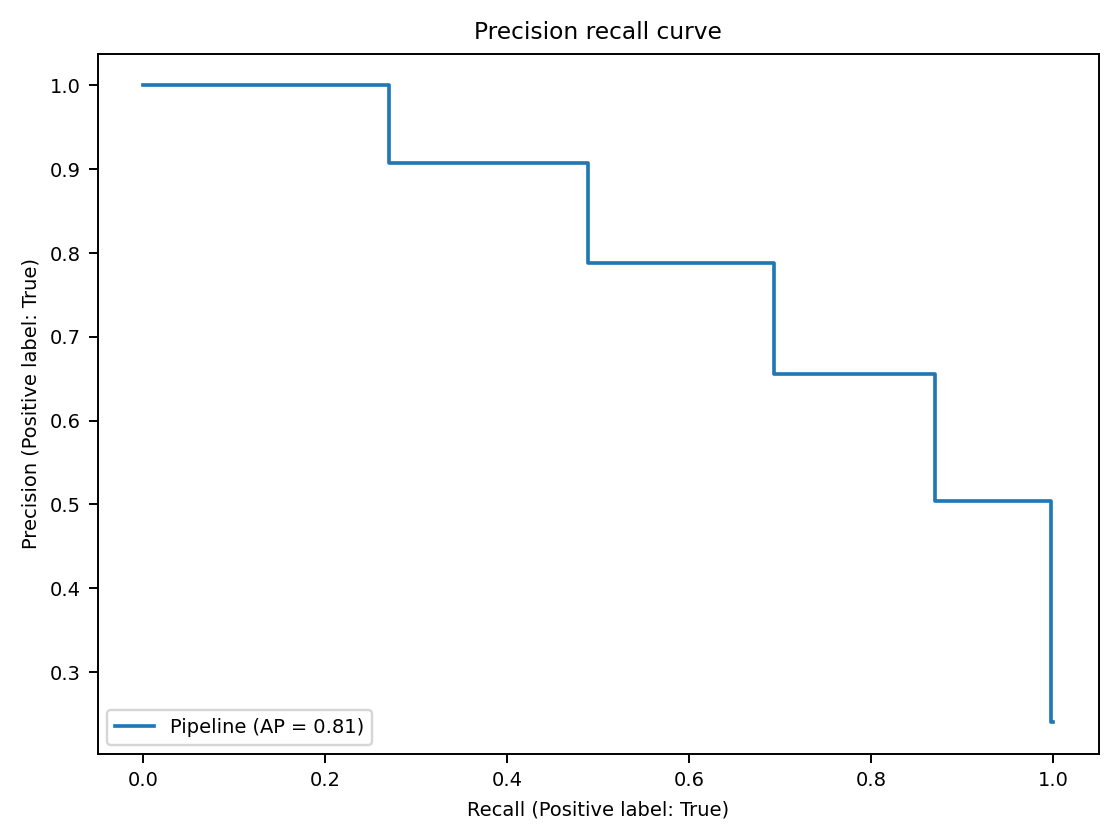 Precision recall curve
Precision (Positive label: True)
1.0
0.9
0.8
0.7
0.6
0.5
0.4
0.3
Pipeline (AP = 0.81)
0.0 0.2 0.4 0.6 0.8 1.0
Recall (Positive label: True)